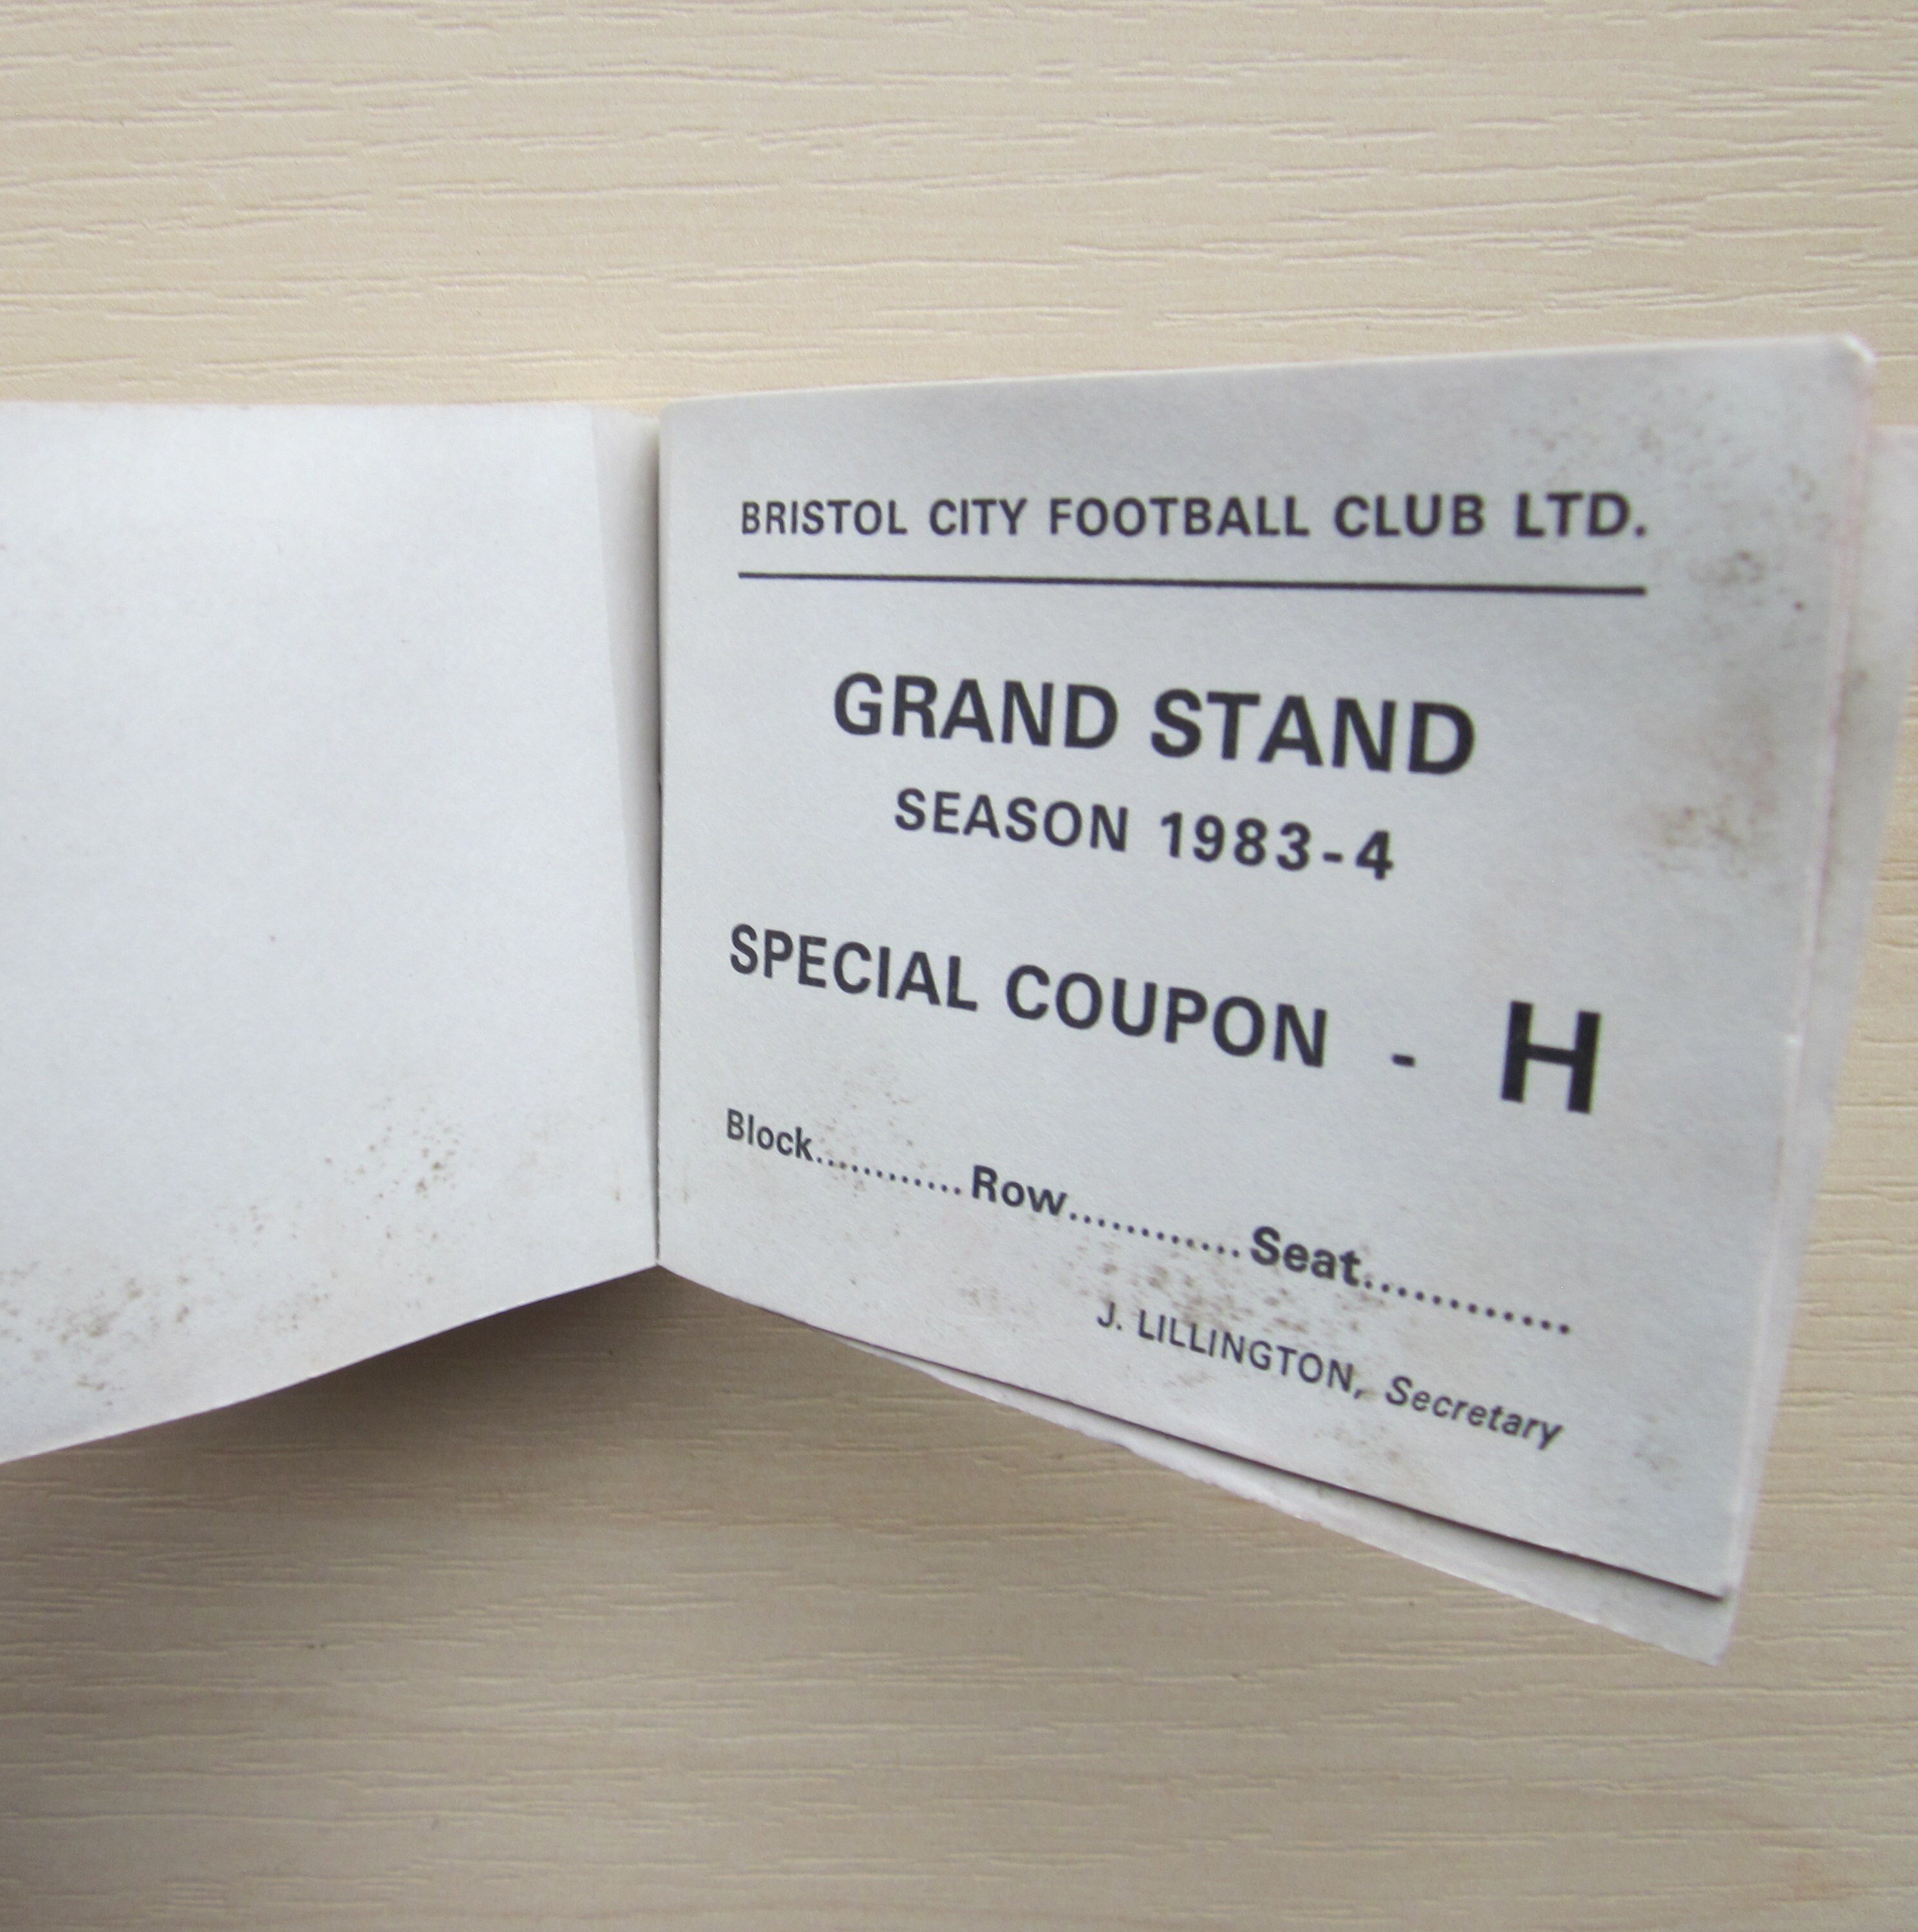 BRISTOL CITY FOOTBALL CLUB LTD.
GRAND STAND
SEASON 1983-4
SPECIAL COUPON - H
Block............Row............Seat............
J. LILLINGTON, Secretary